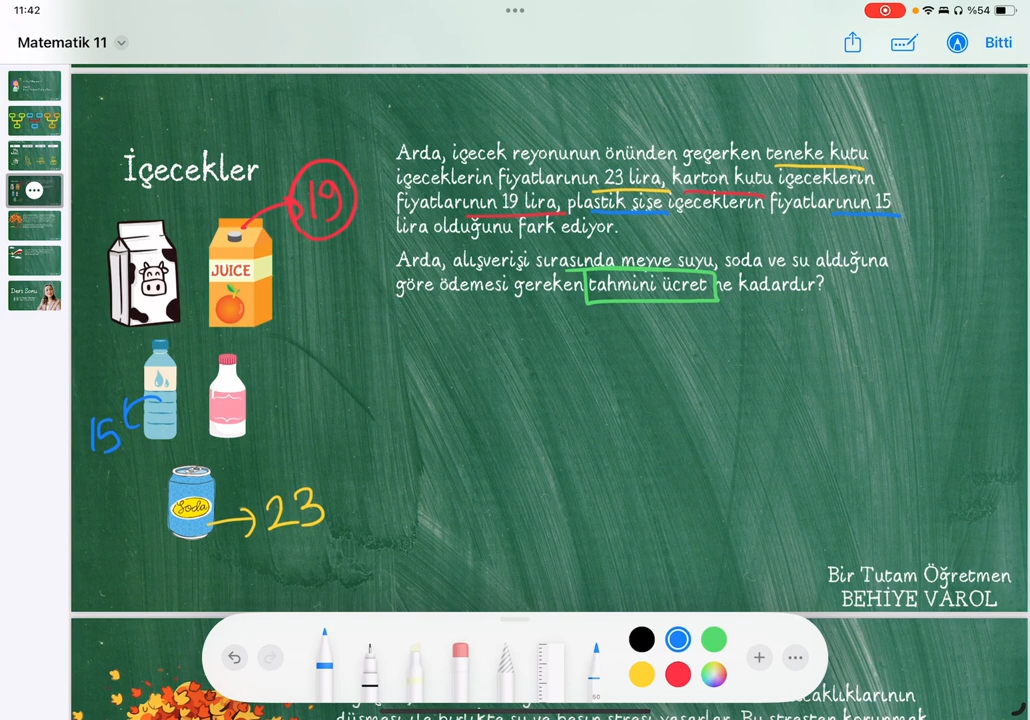 11:42
%54
Matematik 11
Bitti
İçecekler
19
JUICE
15
Soda
23
Arda, içecek reyonunun önünden geçerken teneke kutu
içeceklerin fiyatlarının 23 lira, karton kutu içeceklerin
fiyatlarının 19 lira, plastik şişe içeceklerin fiyatlarının 15
lira olduğunu fark ediyor.
Arda, alışverişi sırasında meyve suyu, soda ve su aldığına
göre ödemesi gereken tahmini ücret ne kadardır?
Bir Tutam Öğretmen
BEHİYE VAROL
50